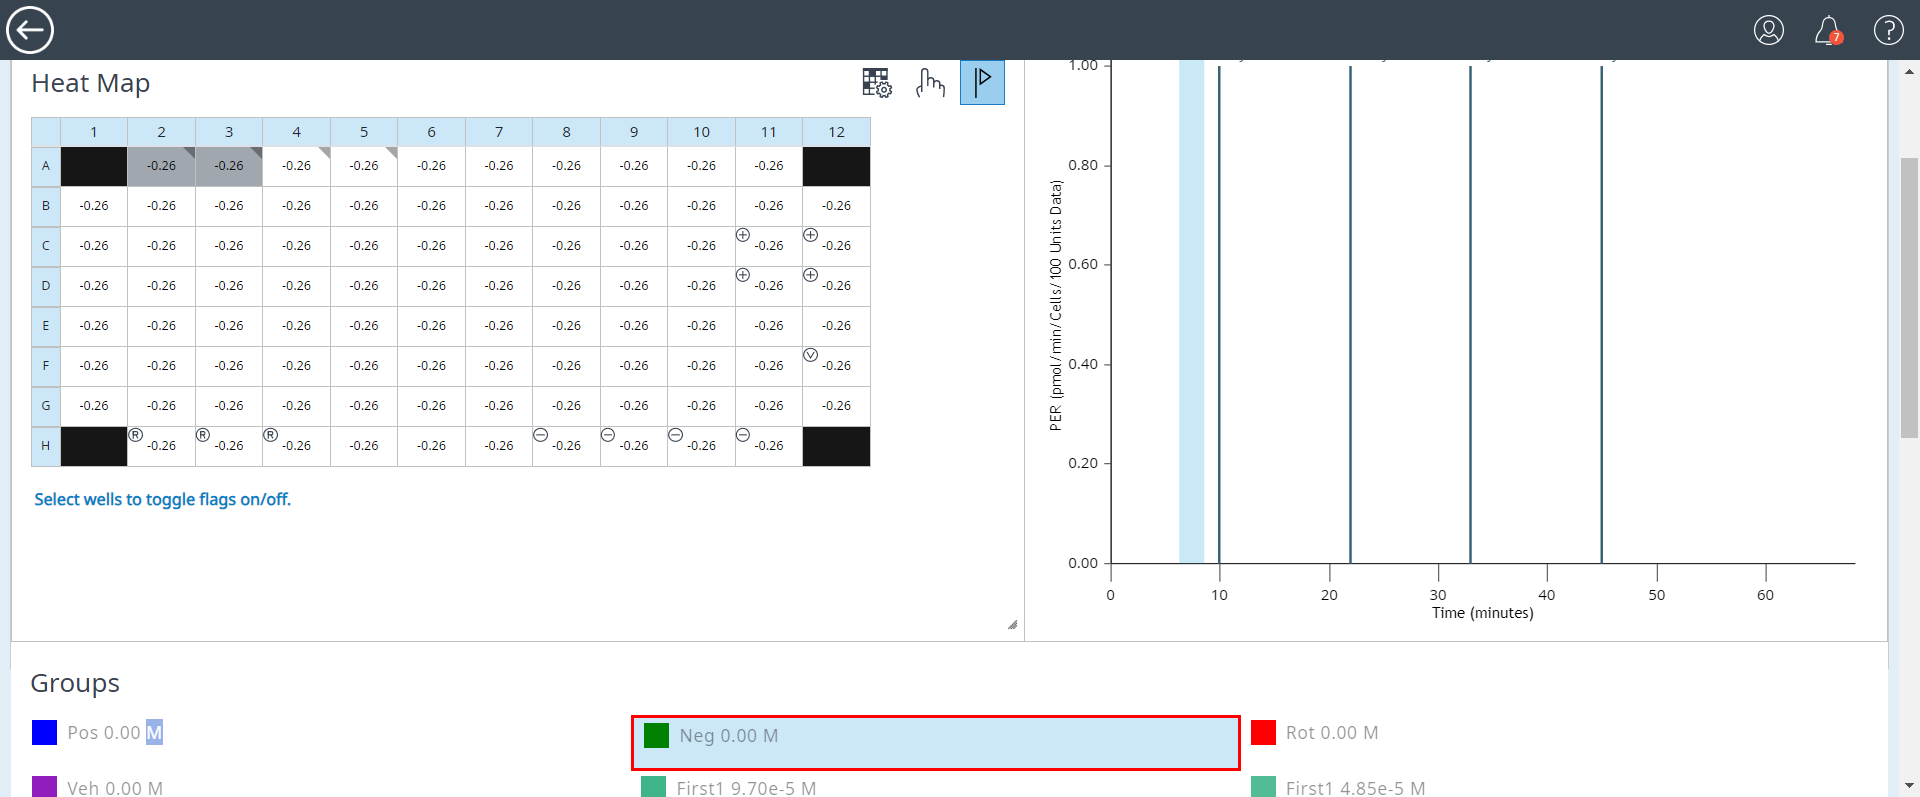 7
?
Heat Map
1 2 3 4 5 6 7 8 9 10 11 12
A -0.26 -0.26 -0.26 -0.26 -0.26 -0.26 -0.26 -0.26 -0.26 -0.26
B -0.26 -0.26 -0.26 -0.26 -0.26 -0.26 -0.26 -0.26 -0.26 -0.26 -0.26 -0.26
C -0.26 -0.26 -0.26 -0.26 -0.26 -0.26 -0.26 -0.26 -0.26 -0.26 + -0.26 + -0.26
D -0.26 -0.26 -0.26 -0.26 -0.26 -0.26 -0.26 -0.26 -0.26 -0.26 + -0.26 + -0.26
E -0.26 -0.26 -0.26 -0.26 -0.26 -0.26 -0.26 -0.26 -0.26 -0.26 -0.26 -0.26
F -0.26 -0.26 -0.26 -0.26 -0.26 -0.26 -0.26 -0.26 -0.26 -0.26 -0.26 V -0.26
G -0.26 -0.26 -0.26 -0.26 -0.26 -0.26 -0.26 -0.26 -0.26 -0.26 -0.26 -0.26
H R -0.26 R -0.26 R -0.26 -0.26 -0.26 -0.26 - -0.26 - -0.26 - -0.26 - -0.26
Select wells to toggle flags on/off.
PER (pmol/min/Cells/100 Units Data)
1.00
0.80
0.60
0.40
0.20
0.00
0 10 20 30 40 50 60
Time (minutes)
Groups
Pos 0.00 M
Neg 0.00 M
Rot 0.00 M
Veh 0.00 M
First1 9.70e-5 M
First1 4.85e-5 M